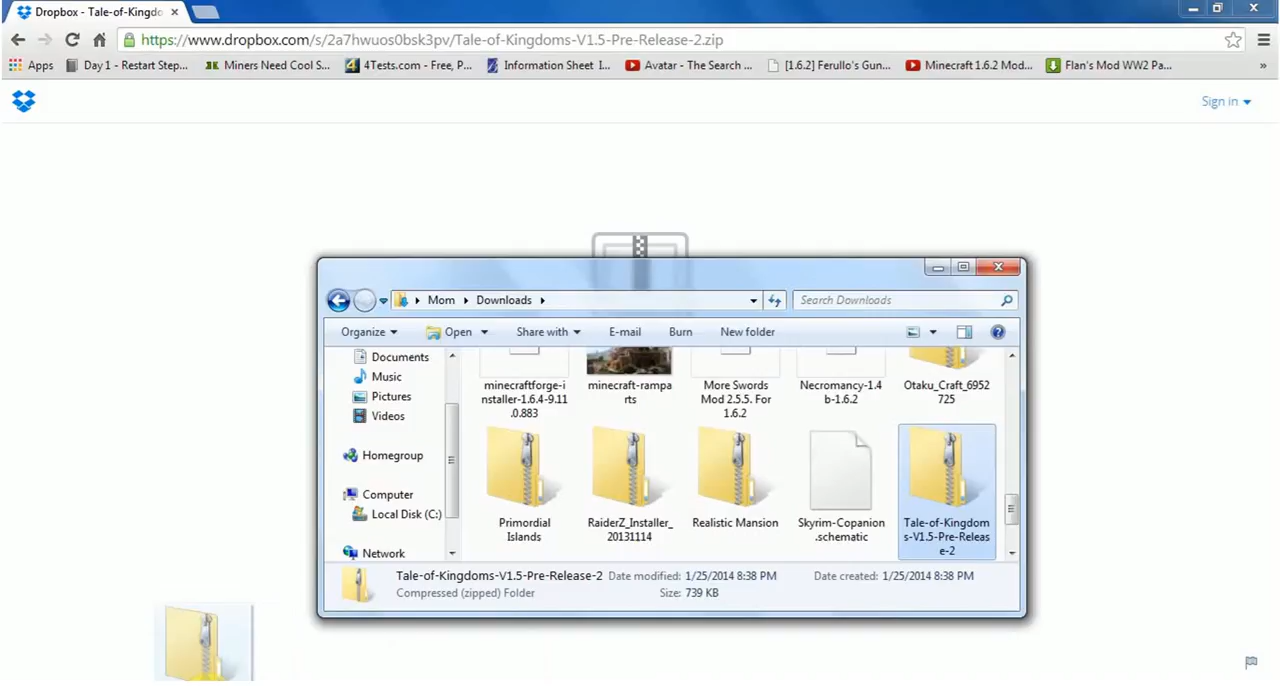 Dropbox - Tale-of-Kingdo
https://www.dropbox.com/s/2a7hwuos0bsk3pv/Tale-of-Kingdoms-V1.5-Pre-Release-2.zip
Apps Day 1 - Restart Step... Miners Need Cool S... 4Tests.com - Free, P... Information Sheet I... Avatar - The Search ... [1.6.2] Ferullo's Gun... Minecraft 1.6.2 Mod... Flan's Mod WW2 Pa... »
Sign in
Mom Downloads Search Downloads
Organize Open Share with E-mail Burn New folder
Documents
Music
Pictures
Videos
Homegroup
Computer
Local Disk (C:)
Network
minecraftforge-i
nstaller-1.6.4-9.11
.0.883
minecraft-rampa
rts
More Swords
Mod 2.5.5. For
1.6.2
Necromancy-1.4
b-1.6.2
Otaku_Craft_6952
725
Primordial
Islands
RaiderZ_Installer_
20131114
Realistic Mansion
Skyrim-Copanion
.schematic
Tale-of-Kingdom
s-V1.5-Pre-Releas
e-2
Tale-of-Kingdoms-V1.5-Pre-Release-2 Date modified: 1/25/2014 8:38 PM Date created: 1/25/2014 8:38 PM
Compressed (zipped) Folder Size: 739 KB